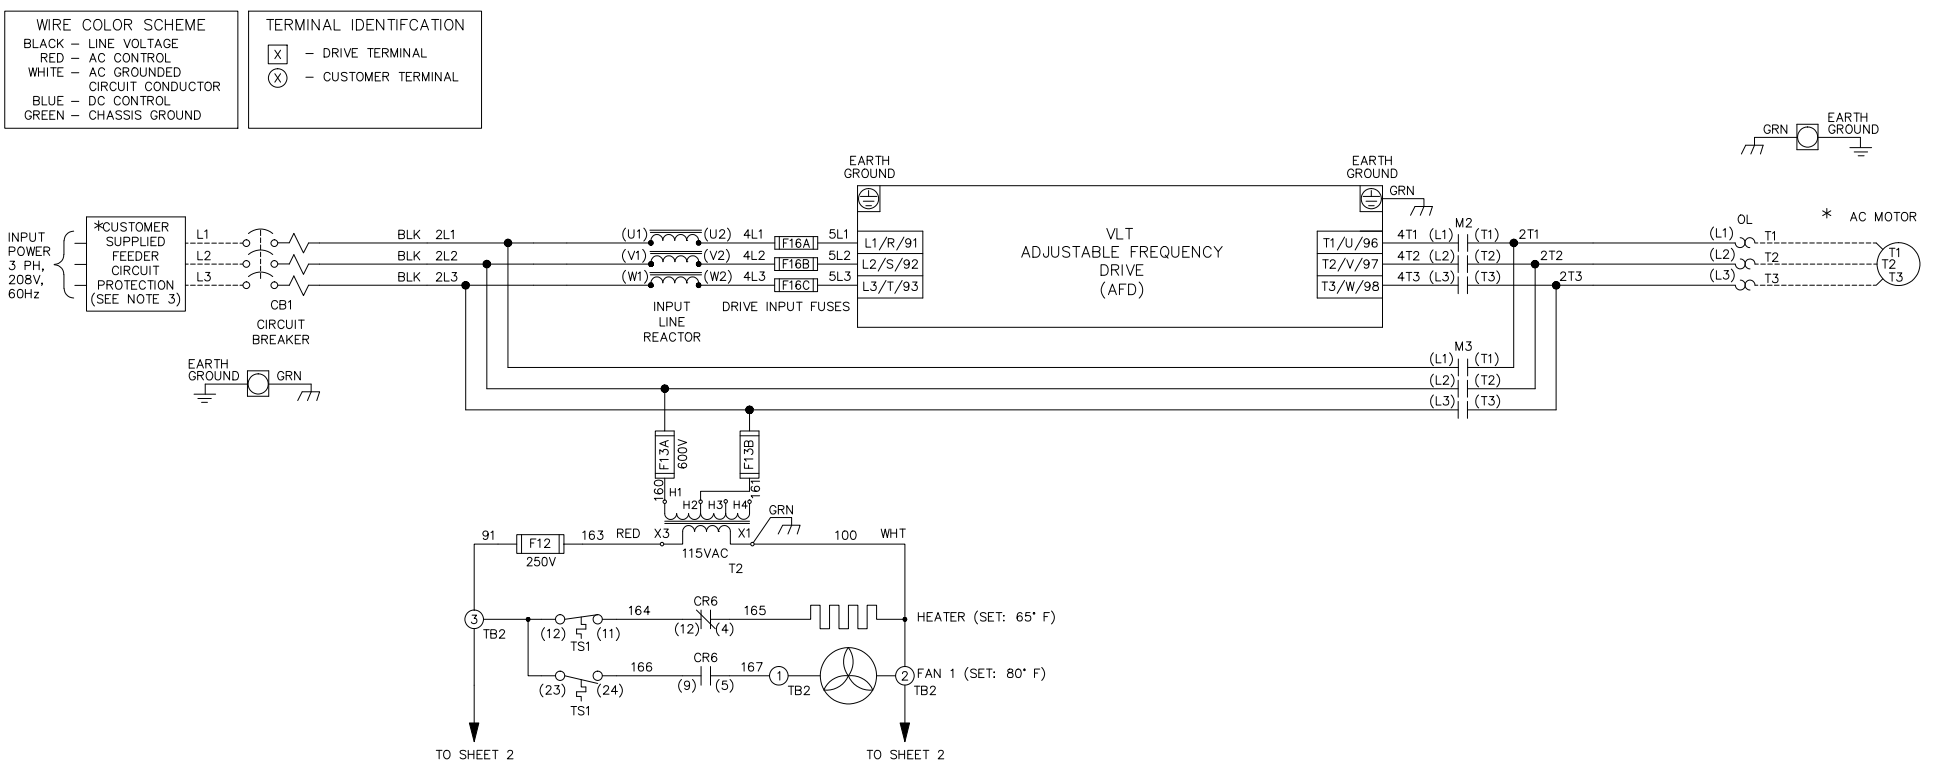 WIRE COLOR SCHEME
BLACK – LINE VOLTAGE
RED – AC CONTROL
WHITE – AC GROUNDED
CIRCUIT CONDUCTOR
BLUE – DC CONTROL
GREEN – CHASSIS GROUND
TERMINAL IDENTIFCATION
X – DRIVE TERMINAL
X – CUSTOMER TERMINAL
INPUT
POWER
3 PH,
208V,
60Hz
*CUSTOMER
SUPPLIED
FEEDER
CIRCUIT
PROTECTION
(SEE NOTE 3)
L1
L2
L3
CB1
CIRCUIT
BREAKER
EARTH
GROUND
GRN
BLK 2L1
BLK 2L2
BLK 2L3
(U1) (U2) 4L1 F16A 5L1
(V1) (V2) 4L2 F16B 5L2
(W1) (W2) 4L3 F16C 5L3
INPUT
LINE
REACTOR
DRIVE INPUT FUSES
EARTH
GROUND
L1/R/91
L2/S/92
L3/T/93
VLT
ADJUSTABLE FREQUENCY
DRIVE
(AFD)
EARTH
GROUND
GRN
T1/U/96
T2/V/97
T3/W/98
M2
4T1 (L1) (T1) 2T1
4T2 (L2) (T2) 2T2
4T3 (L3) (T3) 2T3
M3
(L1) (T1)
(L2) (T2)
(L3) (T3)
GRN
EARTH
GROUND
OL
(L1) T1
(L2) T2
(L3) T3
* AC MOTOR
T1
T2
T3
F13A
600V
F13B
160
161
H1
H2
H3
H4
GRN
91
F12
250V
163
RED
X3
X1
115VAC
T2
100
WHT
3
TB2
(12) (11)
TS1
164
CR6
(12) (4)
165
HEATER (SET: 65° F)
(23) (24)
TS1
166
CR6
(9) (5)
167
1
TB2
2
TB2
FAN 1 (SET: 80° F)
TO SHEET 2
TO SHEET 2